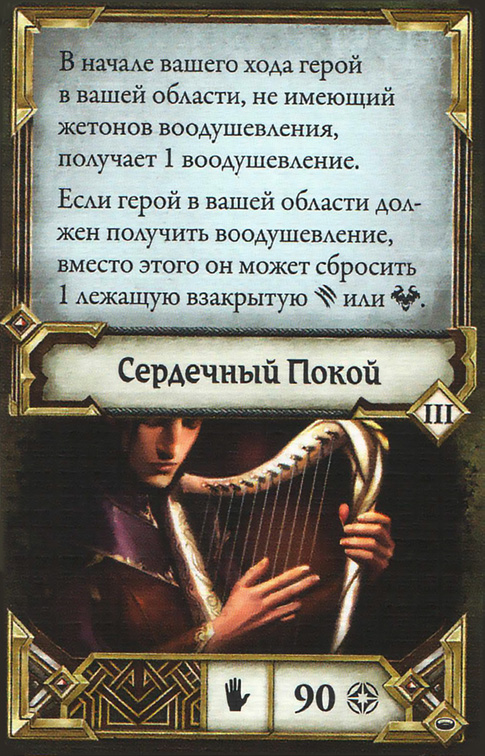 В начале вашего хода герой
в вашей области, не имеющий
жетонов воодушевления,
получает 1 воодушевление.
Если герой в вашей области дол-
жен получить воодушевление,
вместо этого он может сбросить
1 лежащую взакрытую или .
Сердечный Покой
III
90